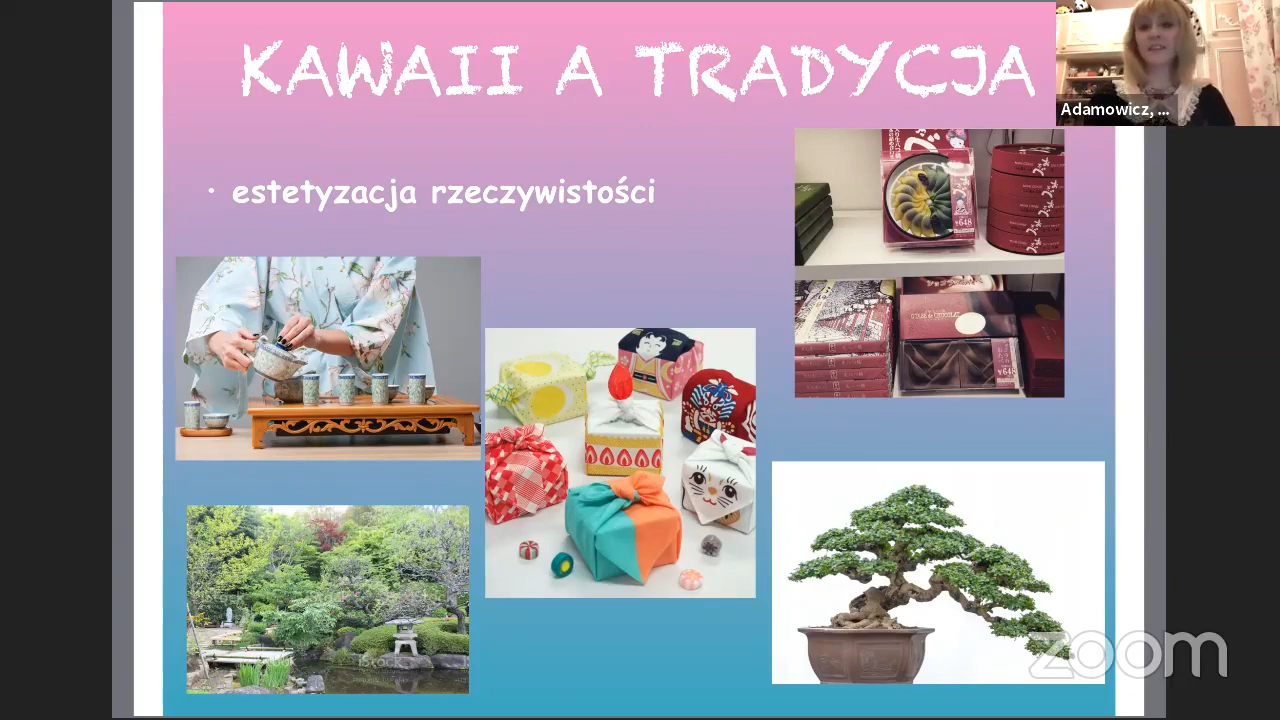 KAWAII A TRADYCJA
Adamowicz, ...
• estetyzacja rzeczywistości
¥648
¥648
iStock
zoom